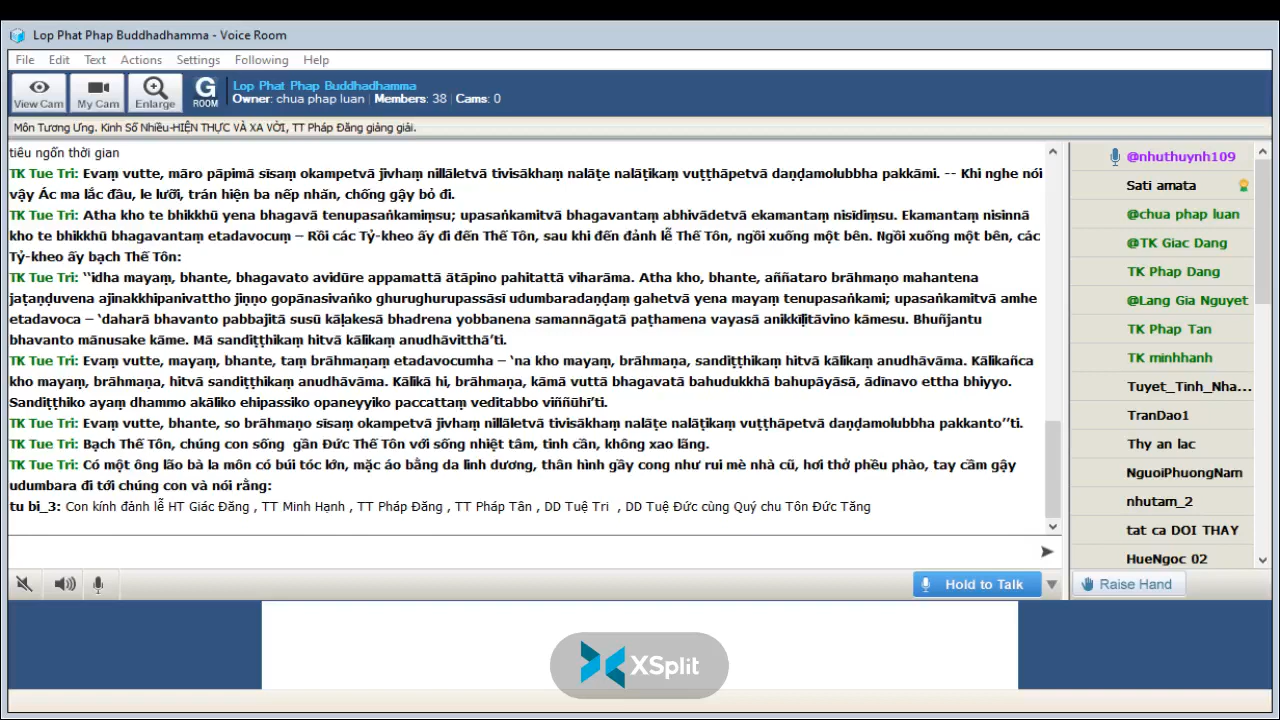 Lop Phat Phap Buddhadhamma - Voice Room
File Edit Text Actions Settings Following Help
View Cam My Cam Enlarge G ROOM
Lop Phat Phap Buddhadhamma
Owner: chua phap luan | Members: 38 | Cams: 0
Môn Tương Ưng. Kinh Số Nhiều-HIỆN THỰC VÀ XA VỜI, TT Pháp Đăng giảng giải.
tiêu ngốn thời gian
TK Tue Tri: Evaṃ vutte, māro pāpimā sīsaṃ okampetvā jivhaṃ nillāletvā tivisākhaṃ nalāṭe nalāṭikaṃ vuṭṭhāpetvā daṇḍamolubbha pakkāmi. -- Khi nghe nói
vậy Ác ma lắc đầu, le lưỡi, trán hiện ba nếp nhăn, chống gậy bỏ đi.
TK Tue Tri: Atha kho te bhikkhū yena bhagavā tenupasaṅkamiṃsu; upasaṅkamitvā bhagavantaṃ abhivādetvā ekamantaṃ nisīdiṃsu. Ekamantaṃ nisinnā
kho te bhikkhū bhagavantaṃ etadavocuṃ – Rồi các Tỷ-kheo ấy đi đến Thế Tôn, sau khi đến đảnh lễ Thế Tôn, ngồi xuống một bên. Ngồi xuống một bên, các
Tỷ-kheo ấy bạch Thế Tôn:
TK Tue Tri: ‘‘idha mayaṃ, bhante, bhagavato avidūre appamattā ātāpino pahitattā viharāma. Atha kho, bhante, aññataro brāhmaṇo mahantena
jaṭaṇḍuvena ajinakkhipanivattho jiṇṇo gopānasivaṅko ghurughurupassāsī udumbaradaṇḍaṃ gahetvā yena mayaṃ tenupasaṅkami; upasaṅkamitvā amhe
etadavoca – ‘daharā bhavanto pabbajitā susū kāḷakesā bhadrena yobbanena samannāgatā paṭhamena vayasā anikkīḷitāvino kāmesu. Bhuñjantu
bhavanto mānusake kāme. Mā sandiṭṭhikaṃ hitvā kālikaṃ anudhāvitthā’ti.
TK Tue Tri: Evaṃ vutte, mayaṃ, bhante, taṃ brāhmaṇaṃ etadavocumha – ‘na kho mayaṃ, brāhmaṇa, sandiṭṭhikaṃ hitvā kālikaṃ anudhāvāma. Kālikañca
kho mayaṃ, brāhmaṇa, hitvā sandiṭṭhikaṃ anudhāvāma. Kālikā hi, brāhmaṇa, kāmā vuttā bhagavatā bahudukkhā bahupāyāsā, ādīnavo ettha bhiyyo.
Sandiṭṭhiko ayaṃ dhammo akāliko ehipassiko opaneyyiko paccattaṃ veditabbo viññūhī’ti.
TK Tue Tri: Evaṃ vutte, bhante, so brāhmaṇo sīsaṃ okampetvā jivhaṃ nillāletvā tivisākhaṃ nalāṭe nalāṭikaṃ vuṭṭhāpetvā daṇḍamolubbha pakkanto’’ti.
TK Tue Tri: Bạch Thế Tôn, chúng con sống gần Đức Thế Tôn với sống nhiệt tâm, tinh cần, không xao lãng.
TK Tue Tri: Có một ông lão bà la môn có búi tóc lớn, mặc áo bằng da linh dương, thân hình gầy cong như rui mè nhà cũ, hơi thở phều phào, tay cầm gậy
udumbara đi tới chúng con và nói rằng:
tu bi_3: Con kính đảnh lễ HT Giác Đăng , TT Minh Hạnh , TT Pháp Đăng , TT Pháp Tân , DD Tuệ Tri , DD Tuệ Đức cùng Quý chu Tôn Đức Tăng
@nhuthuynh109
Sati amata
@chua phap luan
@TK Giac Dang
TK Phap Dang
@Lang Gia Nguyet
TK Phap Tan
TK minhhanh
Tuyet_Tinh_Nha...
TranDao1
Thy an lac
NguoiPhuongNam
nhutam_2
tat ca DOI THAY
HueNgoc 02
Hold to Talk
Raise Hand
XSplit